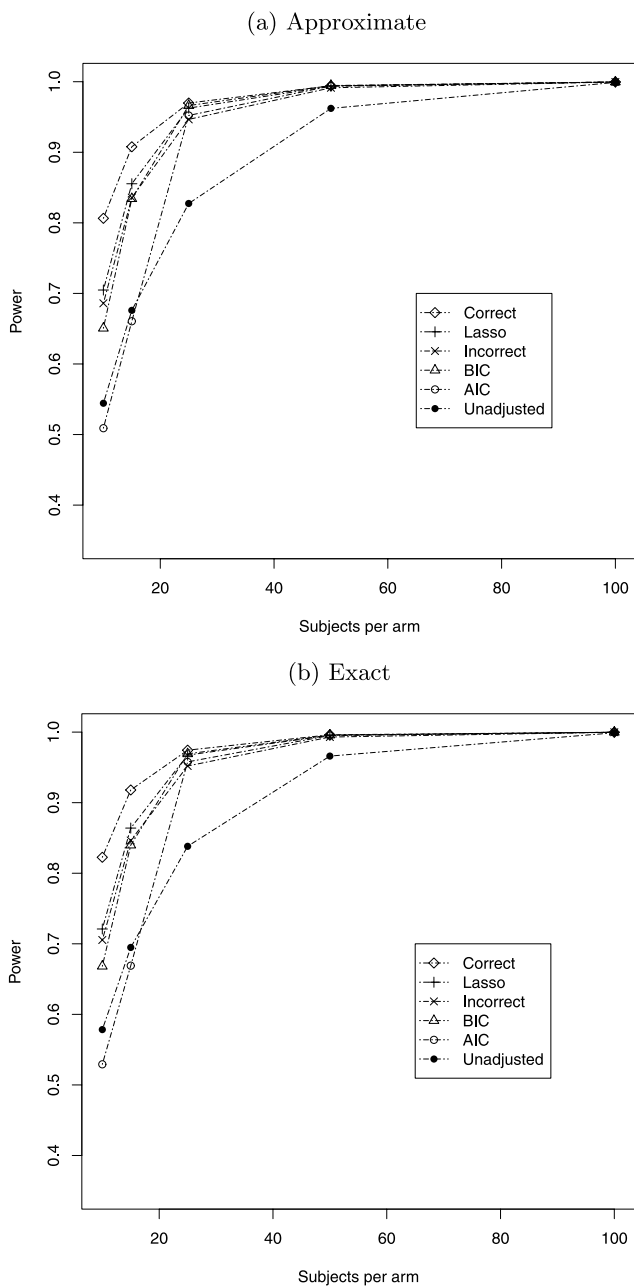 (a) Approximate
1.0
0.9
0.8
0.7
0.6
0.5
0.4
Power
Correct
Lasso
Incorrect
BIC
AIC
Unadjusted
20 40 60 80 100
Subjects per arm
(b) Exact
1.0
0.9
0.8
0.7
0.6
0.5
0.4
Power
Correct
Lasso
Incorrect
BIC
AIC
Unadjusted
20 40 60 80 100
Subjects per arm